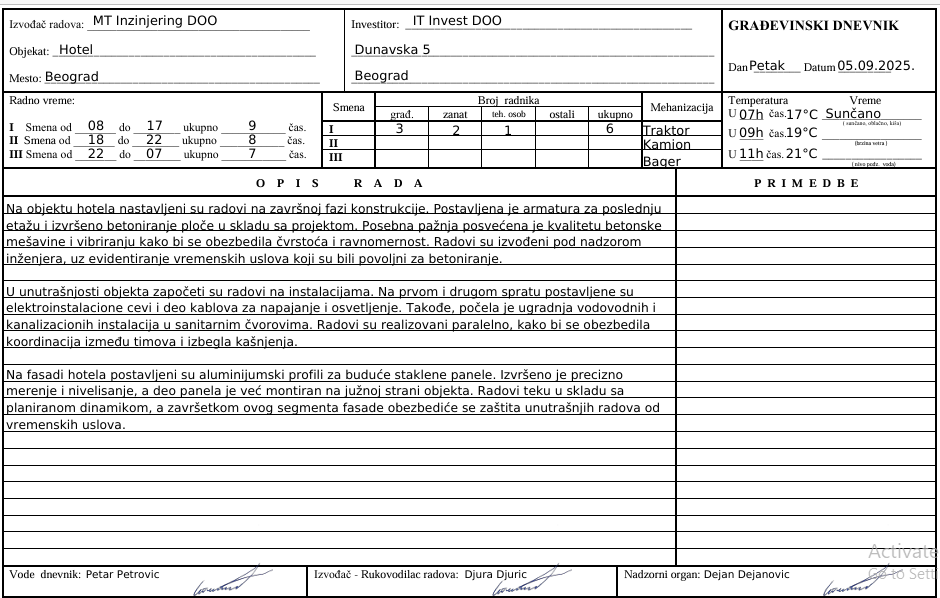 Izvođač radova: MT Inzinjering DOO
Investitor: IT Invest DOO
GRAĐEVINSKI DNEVNIK
Objekat: Hotel
Dunavska 5
Mesto: Beograd
Beograd
Dan Petak Datum 05.09.2025.
Radno vreme:
I Smena od 08 do 17 ukupno 9 čas.
II Smena od 18 do 22 ukupno 8 čas.
III Smena od 22 do 07 ukupno 7 čas.
Smena Broj radnika Mehanizacija
građ. zanat teh. osob ostali ukupno
I 3 2 1 6 Traktor
II Kamion
III Bager
Temperatura Vreme
U 07h čas. 17°C Sunčano
( sunčano, oblačno, kiša)
U 09h čas. 19°C
(brzina vetra )
U 11h čas. 21°C
( nivo podz. vode)
OPIS RADA PRIMEDBE
Na objektu hotela nastavljeni su radovi na završnoj fazi konstrukcije. Postavljena je armatura za poslednju
etažu i izvršeno betoniranje ploče u skladu sa projektom. Posebna pažnja posvećena je kvalitetu betonske
mešavine i vibriranju kako bi se obezbedila čvrstoća i ravnomernost. Radovi su izvođeni pod nadzorom
inženjera, uz evidentiranje vremenskih uslova koji su bili povoljni za betoniranje.
U unutrašnjosti objekta započeti su radovi na instalacijama. Na prvom i drugom spratu postavljene su
elektroinstalacione cevi i deo kablova za napajanje i osvetljenje. Takođe, počela je ugradnja vodovodnih i
kanalizacionih instalacija u sanitarnim čvorovima. Radovi su realizovani paralelno, kako bi se obezbedila
koordinacija između timova i izbegla kašnjenja.
Na fasadi hotela postavljeni su aluminijumski profili za buduće staklene panele. Izvršeno je precizno
merenje i nivelisanje, a deo panela je već montiran na južnoj strani objekta. Radovi teku u skladu sa
planiranom dinamikom, a završetkom ovog segmenta fasade obezbediće se zaštita unutrašnjih radova od
vremenskih uslova.
Activate
Go to Sett
Vode dnevnik: Petar Petrovic
Izvođač - Rukovodilac radova: Djura Djuric
Nadzorni organ: Dejan Dejanovic